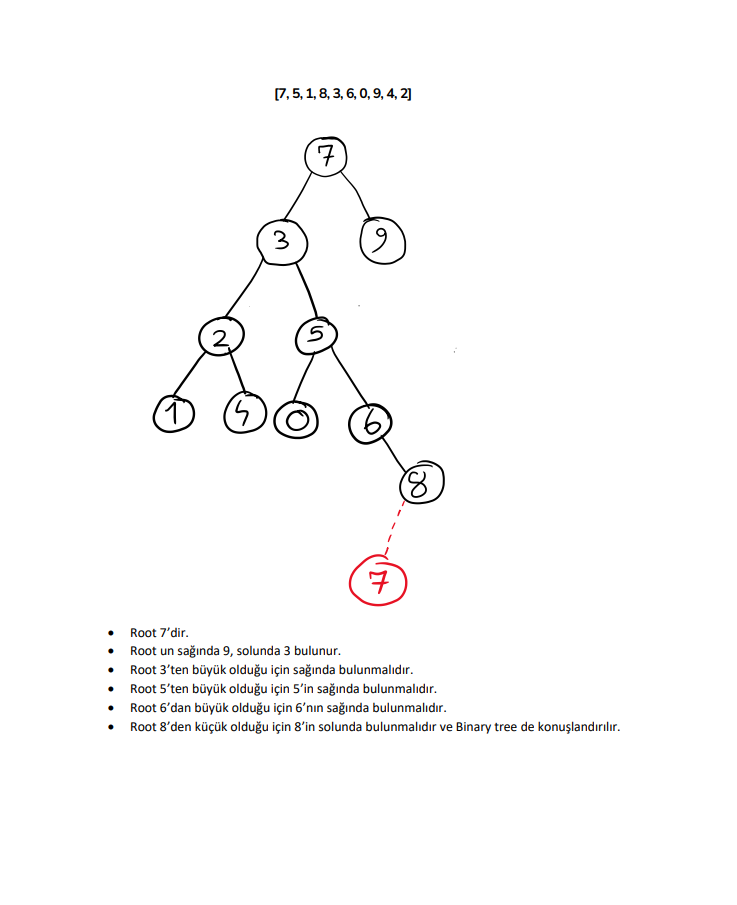 [7, 5, 1, 8, 3, 6, 0, 9, 4, 2]
7
3 9
2 5
1 4 0 6
8
7
• Root 7’dir.
• Root un sağında 9, solunda 3 bulunur.
• Root 3’ten büyük olduğu için sağında bulunmalıdır.
• Root 5’ten büyük olduğu için 5’in sağında bulunmalıdır.
• Root 6’dan büyük olduğu için 6’nın sağında bulunmalıdır.
• Root 8’den küçük olduğu için 8’in solunda bulunmalıdır ve Binary tree de konuşlandırılır.